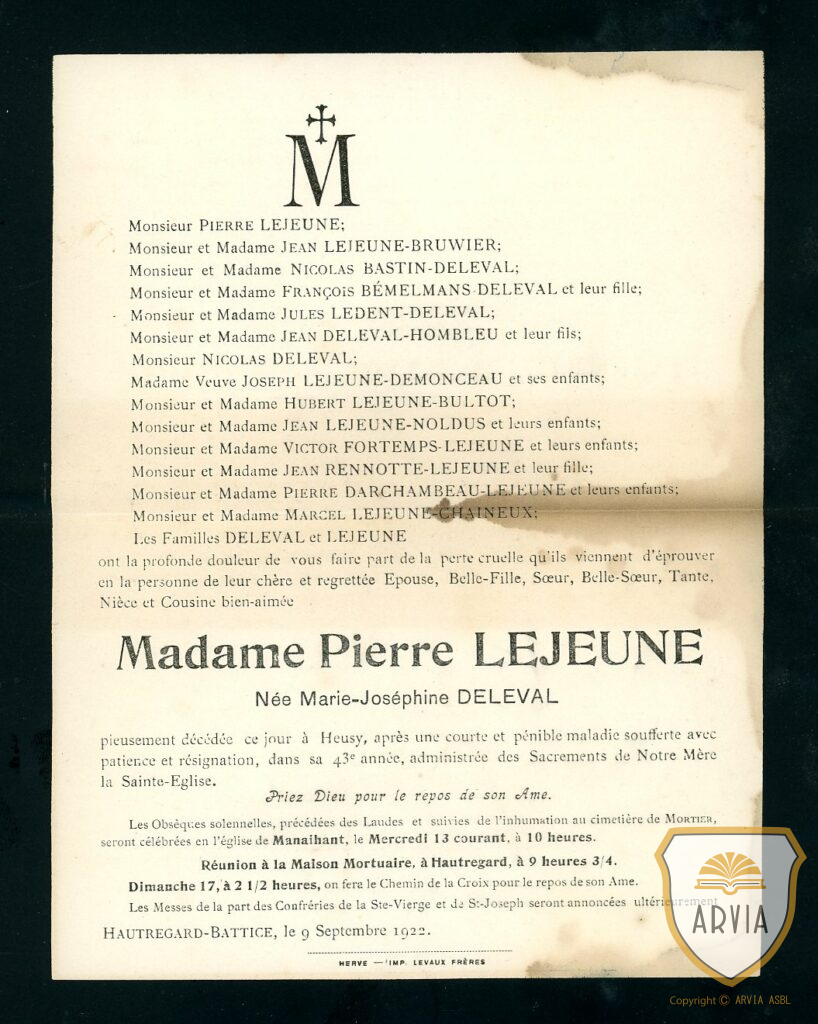 M
Monsieur PIERRE LEJEUNE;
Monsieur et Madame JEAN LEJEUNE-BRUWIER;
Monsieur et Madame NICOLAS BASTIN-DELEVAL;
Monsieur et Madame FRANÇOIS BÉMELMANS-DELEVAL et leur fille;
Monsieur et Madame JULES LEDENT-DELEVAL;
Monsieur et Madame JEAN DELEVAL-HOMBLEU et leur fils;
Monsieur NICOLAS DELEVAL;
Madame Veuve JOSEPH LEJEUNE-DEMONCEAU et ses enfants;
Monsieur et Madame HUBERT LEJEUNE-BULTOT;
Monsieur et Madame JEAN LEJEUNE-NOLDUS et leurs enfants;
Monsieur et Madame VICTOR FORTEMPS-LEJEUNE et leurs enfants;
Monsieur et Madame JEAN RENNOTTE-LEJEUNE et leur fille;
Monsieur et Madame PIERRE DARCHAMBEAU-LEJEUNE et leurs enfants;
Monsieur et Madame MARCEL LEJEUNE-CHAINEUX;
Les Familles DELEVAL et LEJEUNE
ont la profonde douleur de vous faire part de la perte cruelle qu'ils viennent d'éprouver
en la personne de leur chère et regrettée Epouse, Belle-Fille, Sœur, Belle-Sœur, Tante,
Nièce et Cousine bien-aimée
Madame Pierre LEJEUNE
Née Marie-Joséphine DELEVAL
pieusement décédée ce jour à Heusy, après une courte et pénible maladie soufferte avec
patience et résignation, dans sa 43e année, administrée des Sacrements de Notre Mère
la Sainte-Eglise.
Priez Dieu pour le repos de son Ame.
Les Obsèques solennelles, précédées des Laudes et suivies de l'inhumation au cimetière de MORTIER,
seront célébrées en l'église de Manaihant, le Mercredi 13 courant, à 10 heures.
Réunion à la Maison Mortuaire, à Hautregard, à 9 heures 3/4.
Dimanche 17, à 2 1/2 heures, on fera le Chemin de la Croix pour le repos de son Ame.
Les Messes de la part des Confréries de la Ste-Vierge et de St-Joseph seront annoncées ultérieurement
HAUTREGARD-BATTICE, le 9 Septembre 1922.
HERVE — IMP. LEVAUX FRÈRES
ARVIA
Copyright © ARVIA ASBL